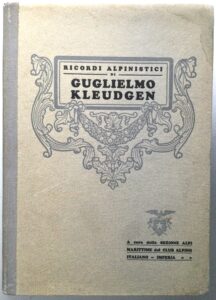 RICORDI ALPINISTICI
DI
GUGLIELMO
KLEUDGEN
A cura della SEZIONE ALPI
MARITTIME del CLUB ALPINO
ITALIANO - IMPERIA